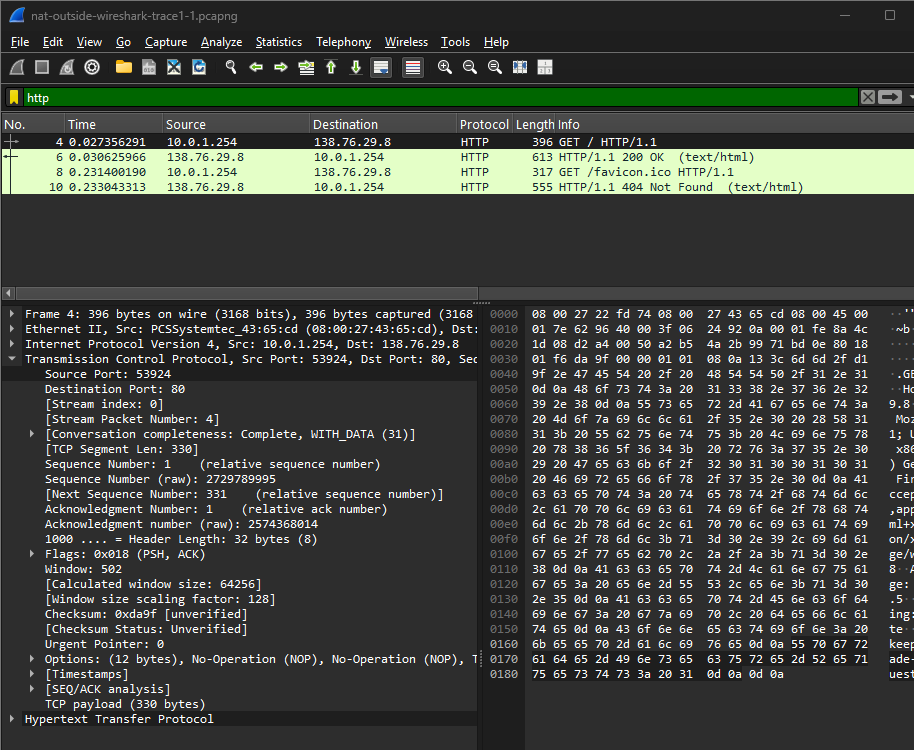 nat-outside-wireshark-trace1-1.pcapng
File Edit View Go Capture Analyze Statistics Telephony Wireless Tools Help
http
No. Time Source Destination Protocol Length Info
4 0.027356291 10.0.1.254 138.76.29.8 HTTP 396 GET / HTTP/1.1
6 0.030625966 138.76.29.8 10.0.1.254 HTTP 613 HTTP/1.1 200 OK (text/html)
8 0.231400190 10.0.1.254 138.76.29.8 HTTP 317 GET /favicon.ico HTTP/1.1
10 0.233043313 138.76.29.8 10.0.1.254 HTTP 555 HTTP/1.1 404 Not Found (text/html)
Frame 4: 396 bytes on wire (3168 bits), 396 bytes captured (3168
Ethernet II, Src: PCSSystemtec_43:65:cd (08:00:27:43:65:cd), Dst:
Internet Protocol Version 4, Src: 10.0.1.254, Dst: 138.76.29.8
Transmission Control Protocol, Src Port: 53924, Dst Port: 80, Sec
Source Port: 53924
Destination Port: 80
[Stream index: 0]
[Stream Packet Number: 4]
[Conversation completeness: Complete, WITH_DATA (31)]
[TCP Segment Len: 330]
Sequence Number: 1 (relative sequence number)
Sequence Number (raw): 2729789995
[Next Sequence Number: 331 (relative sequence number)]
Acknowledgment Number: 1 (relative ack number)
Acknowledgment number (raw): 2574368014
1000 .... = Header Length: 32 bytes (8)
Flags: 0x018 (PSH, ACK)
Window: 502
[Calculated window size: 64256]
[Window size scaling factor: 128]
Checksum: 0xda9f [unverified]
[Checksum Status: Unverified]
Urgent Pointer: 0
Options: (12 bytes), No-Operation (NOP), No-Operation (NOP), T
[Timestamps]
[SEQ/ACK analysis]
TCP payload (330 bytes)
Hypertext Transfer Protocol
0000 08 00 27 22 fd 74 08 00 27 43 65 cd 08 00 45 00 ··'"
0010 01 7e 62 96 40 00 3f 06 24 92 0a 00 01 fe 8a 4c ·~b·
0020 1d 08 d2 a4 00 50 a2 b5 4a 2b 99 71 bd 0e 80 18 ····
0030 01 f6 da 9f 00 00 01 01 08 0a 13 3c 6d 6d 2f d1 ····
0040 9f 2e 47 45 54 20 2f 20 48 54 54 50 2f 31 2e 31 ·.GE
0050 0d 0a 48 6f 73 74 3a 20 31 33 38 2e 37 36 2e 32 ··Ho
0060 39 2e 38 0d 0a 55 73 65 72 2d 41 67 65 6e 74 3a 9.8·
0070 20 4d 6f 7a 69 6c 6c 61 2f 35 2e 30 20 28 58 31 Moz
0080 31 3b 20 55 62 75 6e 74 75 3b 20 4c 69 6e 75 78 1; U
0090 20 78 38 36 5f 36 34 3b 20 72 76 3a 37 35 2e 30 x86
00a0 29 20 47 65 63 6b 6f 2f 32 30 31 30 30 31 30 31 ) Ge
00b0 20 46 69 72 65 66 6f 78 2f 37 35 2e 30 0d 0a 41 Fir
00c0 63 63 65 70 74 3a 20 74 65 78 74 2f 68 74 6d 6c ccep
00d0 2c 61 70 70 6c 69 63 61 74 69 6f 6e 2f 78 68 74 ,app
00e0 6d 6c 2b 78 6d 6c 2c 61 70 70 6c 69 63 61 74 69 ml+x
00f0 6f 6e 2f 78 6d 6c 3b 71 3d 30 2e 39 2c 69 6d 61 on/x
0100 67 65 2f 77 65 62 70 2c 2a 2f 2a 3b 71 3d 30 2e ge/w
0110 38 0d 0a 41 63 63 65 70 74 2d 4c 61 6e 67 75 61 8··A
0120 67 65 3a 20 65 6e 2d 55 53 2c 65 6e 3b 71 3d 30 ge:
0130 2e 35 0d 0a 41 63 63 65 70 74 2d 45 6e 63 6f 64 .5··
0140 69 6e 67 3a 20 67 7a 69 70 2c 20 64 65 66 6c 61 ing:
0150 74 65 0d 0a 43 6f 6e 6e 65 63 74 69 6f 6e 3a 20 te··
0160 6b 65 65 70 2d 61 6c 69 76 65 0d 0a 55 70 67 72 keep
0170 61 64 65 2d 49 6e 73 65 63 75 72 65 2d 52 65 71 ade-
0180 75 65 73 74 73 3a 20 31 0d 0a 0d 0a uest